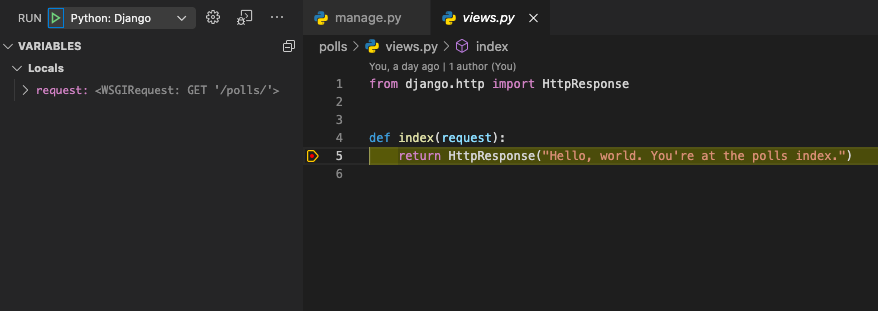 RUN Python: Django ...
manage.py views.py
VARIABLES
Locals
request: <WSGIRequest: GET '/polls/'>
polls > views.py > index
You, a day ago | 1 author (You)
1 from django.http import HttpResponse
2
3
4 def index(request):
5 return HttpResponse("Hello, world. You're at the polls index.")
6